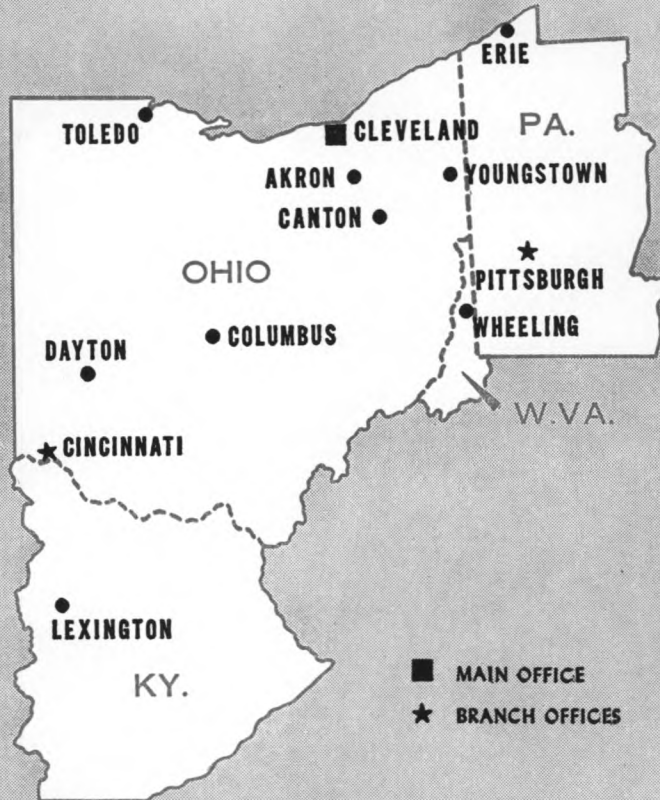 ERIE
PA.
TOLEDO
CLEVELAND
AKRON
YOUNGSTOWN
CANTON
OHIO
PITTSBURGH
COLUMBUS
WHEELING
DAYTON
W.VA.
CINCINNATI
LEXINGTON
KY.
MAIN OFFICE
BRANCH OFFICES